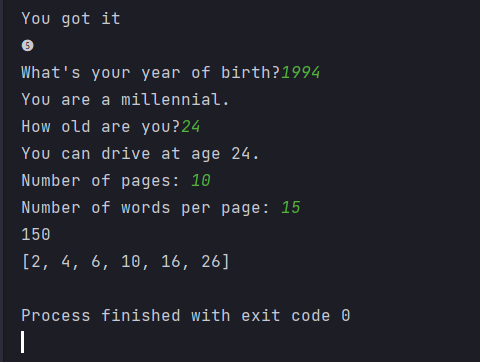 You got it
❺
What's your year of birth?1994
You are a millennial.
How old are you?24
You can drive at age 24.
Number of pages: 10
Number of words per page: 15
150
[2, 4, 6, 10, 16, 26]
Process finished with exit code 0